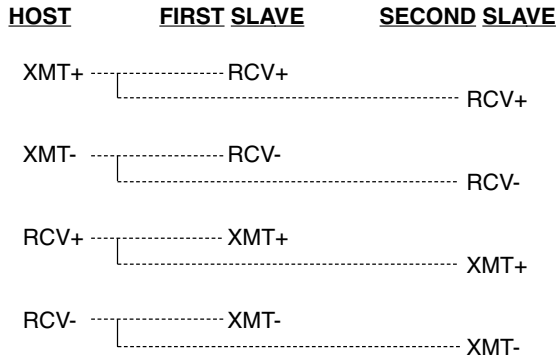 HOST FIRST SLAVE SECOND SLAVE
XMT+ RCV+
RCV+
XMT- RCV-
RCV-
RCV+ XMT+
XMT+
RCV- XMT-
XMT-